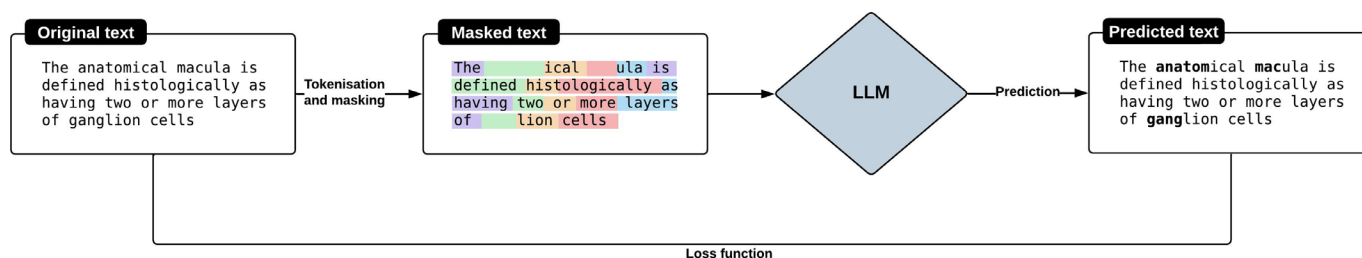 Original text
The anatomical macula is
defined histologically as
having two or more layers
of ganglion cells
Tokenisation
and masking
Masked text
The ical ula is
defined histologically as
having two or more layers
of lion cells
LLM
Prediction
Predicted text
The anatomical macula is
defined histologically as
having two or more layers
of ganglion cells
Loss function